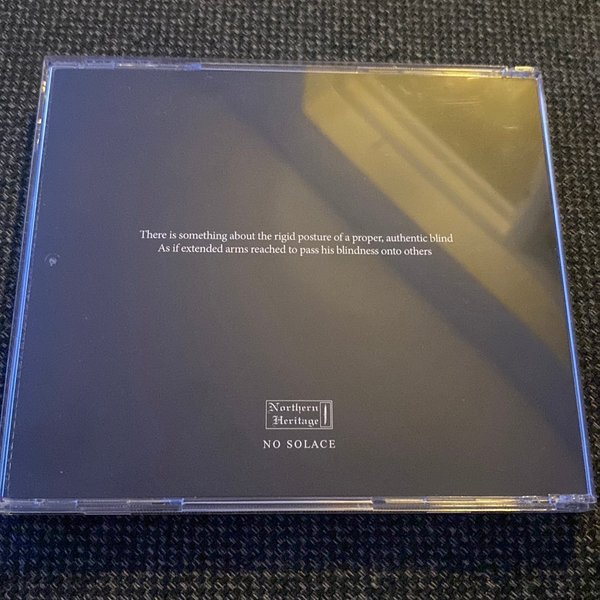 There is something about the rigid posture of a proper, authentic blind
As if extended arms reached to pass his blindness onto others
Northern
Heritage
NO SOLACE